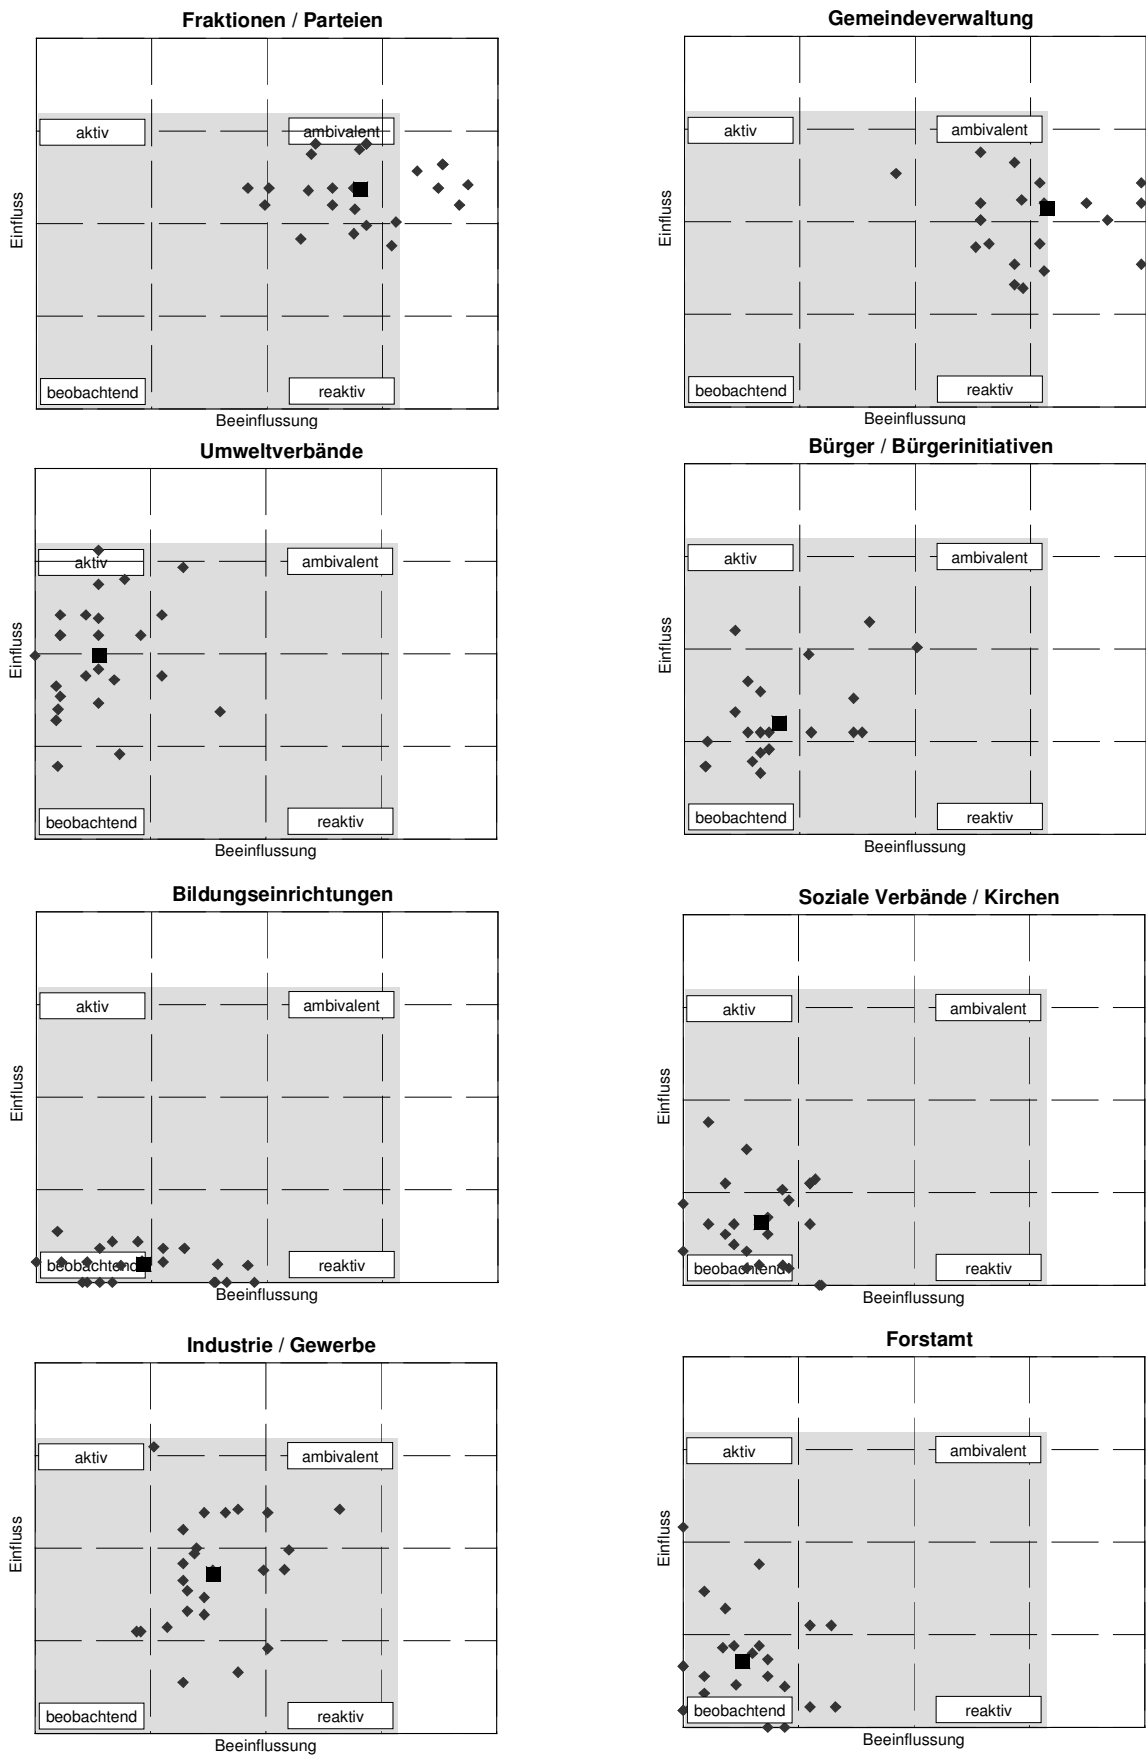 Fraktionen / Parteien
aktiv
ambivalent
Einfluss
beobachtend
reaktiv
Beeinflussung
Gemeindeverwaltung
aktiv
ambivalent
Einfluss
beobachtend
reaktiv
Beeinflussung
Umweltverbände
aktiv
ambivalent
Einfluss
beobachtend
reaktiv
Beeinflussung
Bürger / Bürgerinitiativen
aktiv
ambivalent
Einfluss
beobachtend
reaktiv
Beeinflussung
Bildungseinrichtungen
aktiv
ambivalent
Einfluss
beobachtend
reaktiv
Beeinflussung
Soziale Verbände / Kirchen
aktiv
ambivalent
Einfluss
beobachtend
reaktiv
Beeinflussung
Industrie / Gewerbe
aktiv
ambivalent
Einfluss
beobachtend
reaktiv
Beeinflussung
Forstamt
aktiv
ambivalent
Einfluss
beobachtend
reaktiv
Beeinflussung